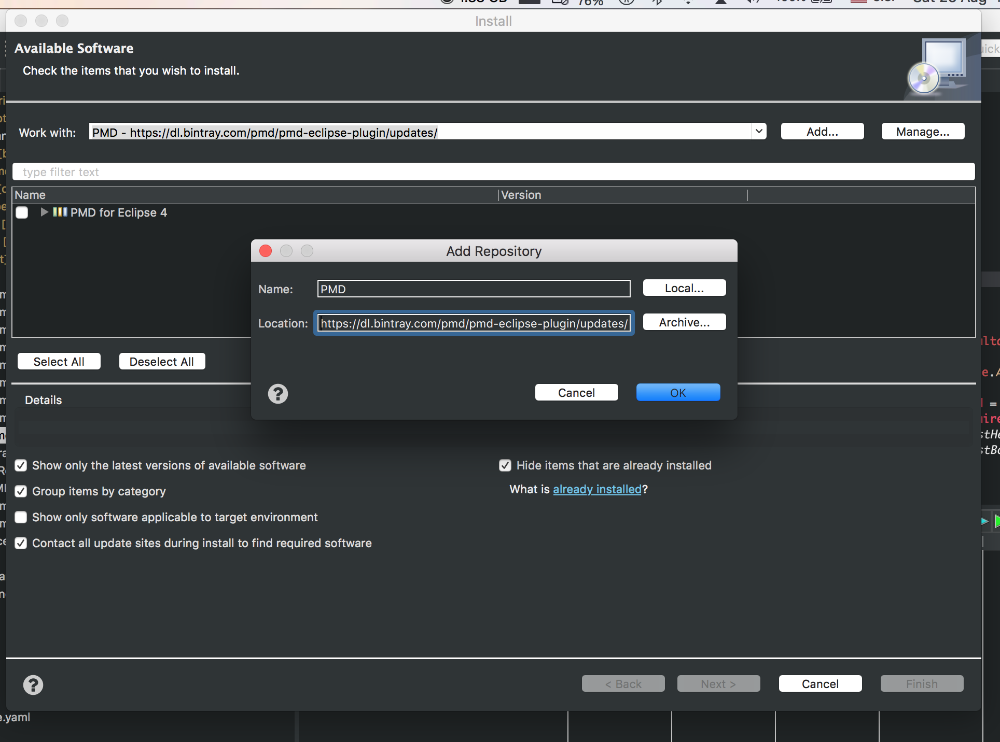 76%
Install
Available Software
Check the items that you wish to install.
Work with: PMD - https://dl.bintray.com/pmd/pmd-eclipse-plugin/updates/ Add... Manage...
type filter text
Name Version
PMD for Eclipse 4
Add Repository
Name: PMD Local...
Location: https://dl.bintray.com/pmd/pmd-eclipse-plugin/updates/ Archive...
Select All Deselect All
? Cancel OK
Details
Show only the latest versions of available software Hide items that are already installed
Group items by category What is already installed?
Show only software applicable to target environment
Contact all update sites during install to find required software
? < Back Next > Cancel Finish
.yaml